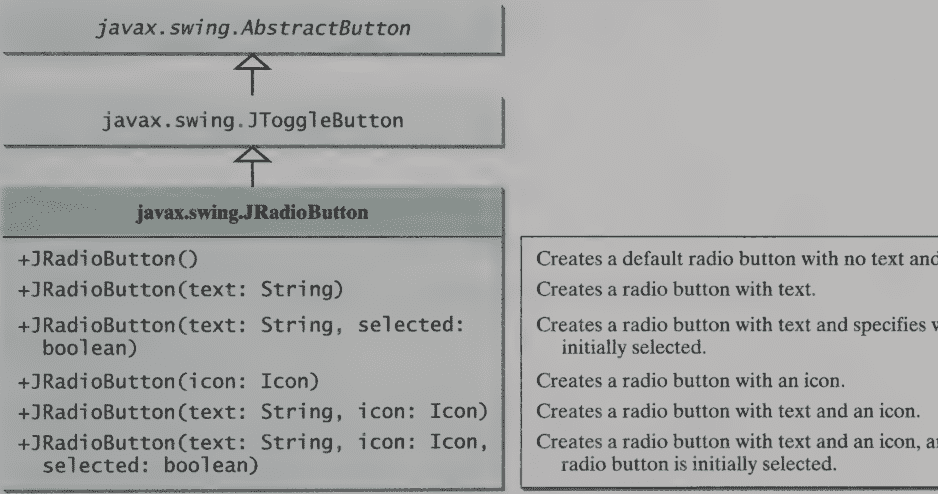 javax.swing.AbstractButton
javax.swing.JToggleButton
javax.swing.JRadioButton
+JRadioButton()
+JRadioButton(text: String)
+JRadioButton(text: String, selected:
boolean)
+JRadioButton(icon: Icon)
+JRadioButton(text: String, icon: Icon)
+JRadioButton(text: String, icon: Icon,
selected: boolean)
Creates a default radio button with no text and
Creates a radio button with text.
Creates a radio button with text and specifies
initially selected.
Creates a radio button with an icon.
Creates a radio button with text and an icon.
Creates a radio button with text and an icon,
radio button is initially selected.